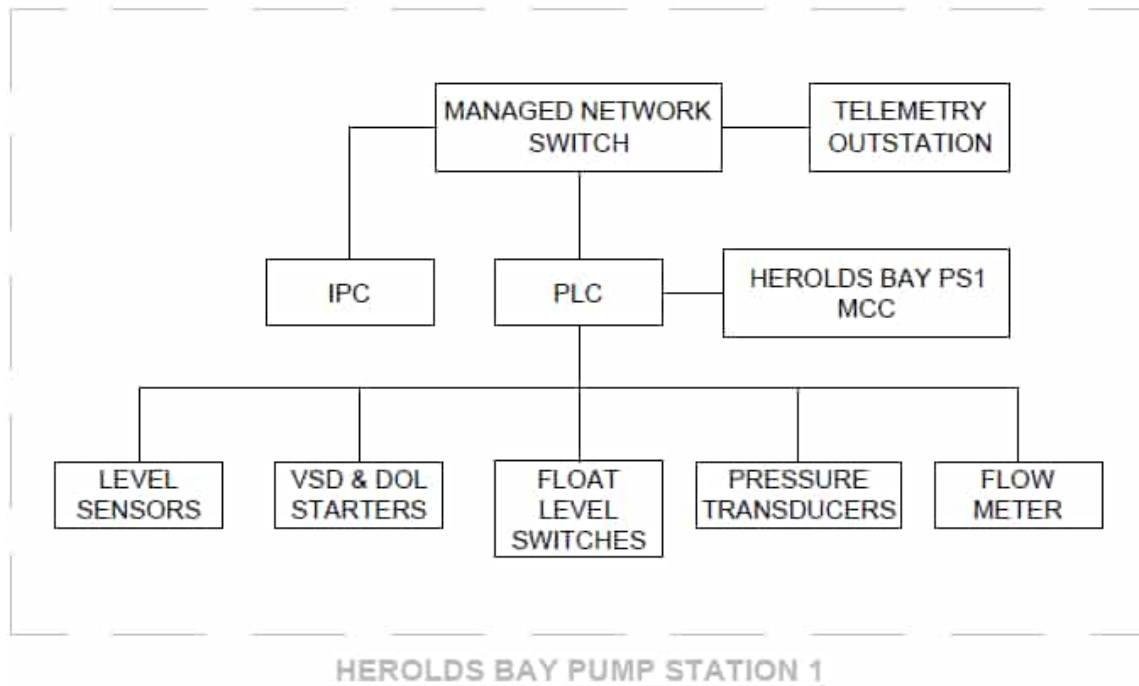 MANAGED NETWORK
SWITCH
TELEMETRY
OUTSTATION
IPC
PLC
HEROLDS BAY PS1
MCC
LEVEL
SENSORS
VSD & DOL
STARTERS
FLOAT
LEVEL
SWITCHES
PRESSURE
TRANSDUCERS
FLOW
METER
HEROLDS BAY PUMP STATION 1